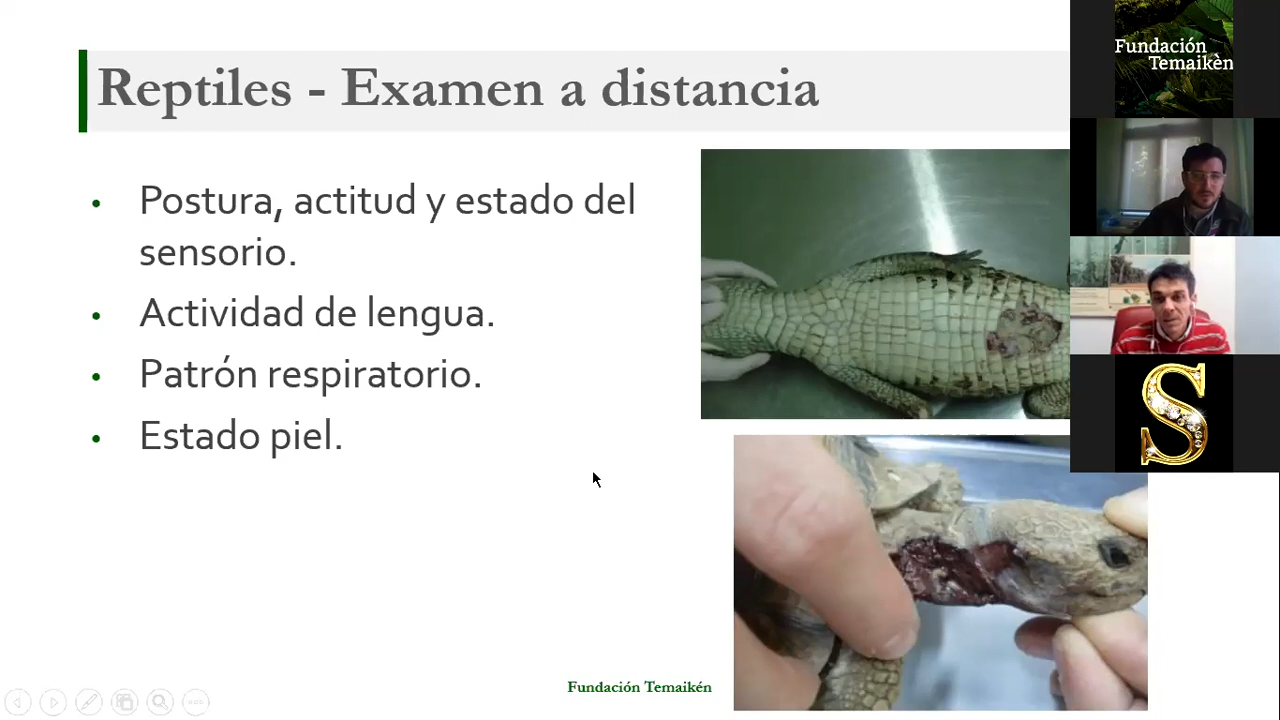 Reptiles - Examen a distancia
• Postura, actitud y estado del
sensorio.
• Actividad de lengua.
• Patrón respiratorio.
• Estado piel.
Fundación Temaikén
Fundación
Temaikèn
S